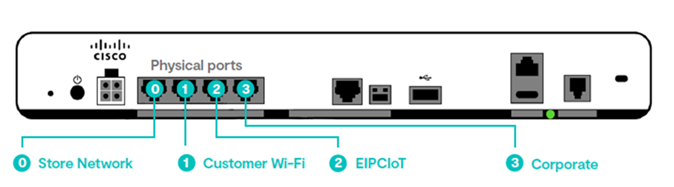 CISCO
Physical ports
0 1 2 3
0 Store Network 1 Customer Wi-Fi 2 EIPCIoT 3 Corporate